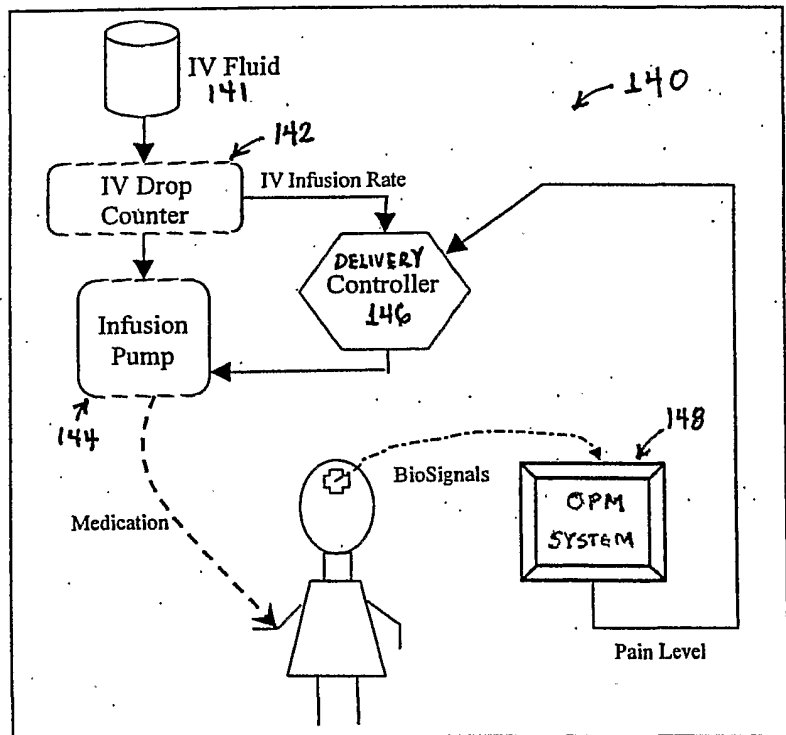 IV Fluid
141
140
142
IV Drop
Counter
IV Infusion Rate
DELIVERY
Controller
146
Infusion
Pump
144
148
BioSignals
OPM
SYSTEM
Medication
Pain Level